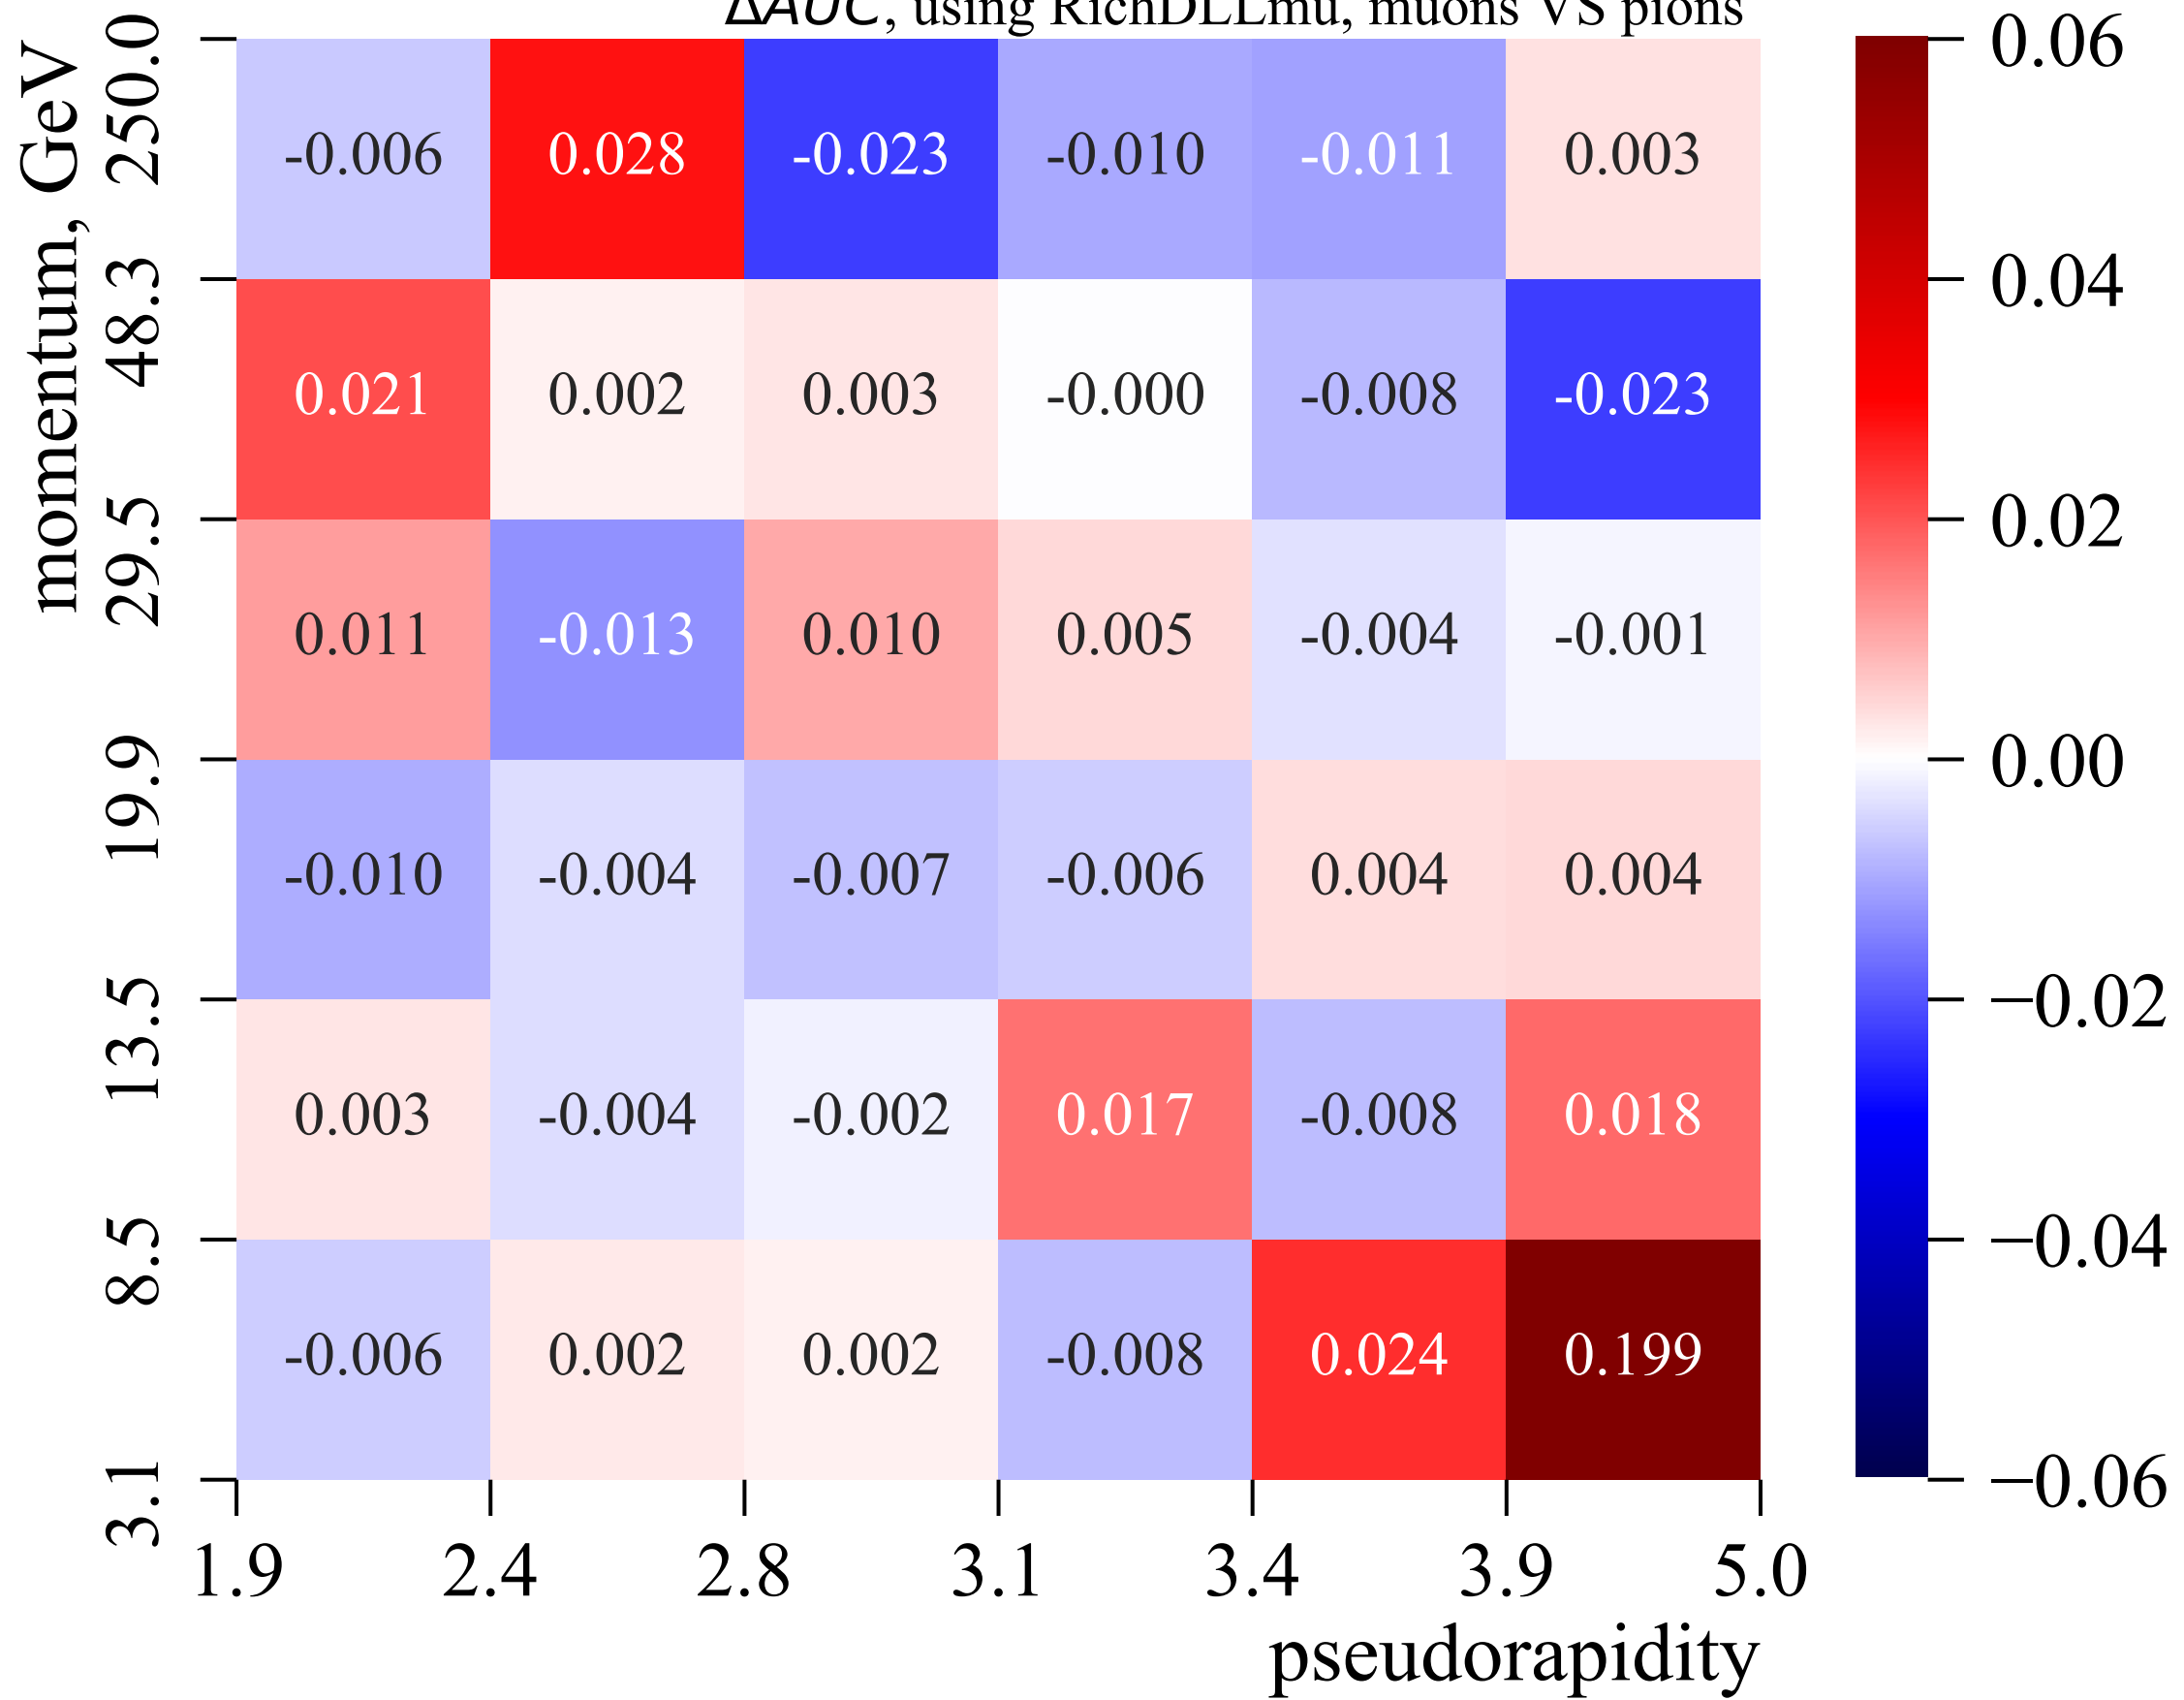 ΔAUC, using RichDLLmu, muons VS pions
momentum, GeV
250.0
48.3
29.5
19.9
13.5
8.5
3.1
-0.006 0.028 -0.023 -0.010 -0.011 0.003
0.021 0.002 0.003 -0.000 -0.008 -0.023
0.011 -0.013 0.010 0.005 -0.004 -0.001
-0.010 -0.004 -0.007 -0.006 0.004 0.004
0.003 -0.004 -0.002 0.017 -0.008 0.018
-0.006 0.002 0.002 -0.008 0.024 0.199
1.9 2.4 2.8 3.1 3.4 3.9 5.0
pseudorapidity
0.06
0.04
0.02
0.00
−0.02
−0.04
−0.06